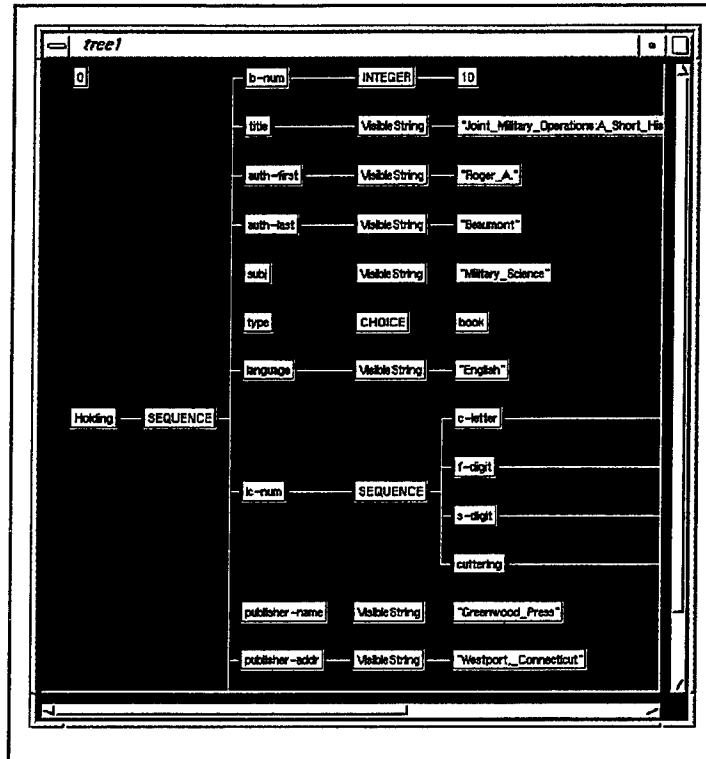 tree1
0
b-num INTEGER 10
title VisibleString "Joint_Military_Operations:A_Short_His
auth-first VisibleString "Roger_A."
auth-last VisibleString "Beaumont"
subj VisibleString "Military_Science"
type CHOICE book
language VisibleString "English"
Holding SEQUENCE c-letter
f-digit
lc-num SEQUENCE
s-digit
cuttering
publisher-name VisibleString "Greenwood_Press"
publisher-addr VisibleString "Westport,_Connecticut"